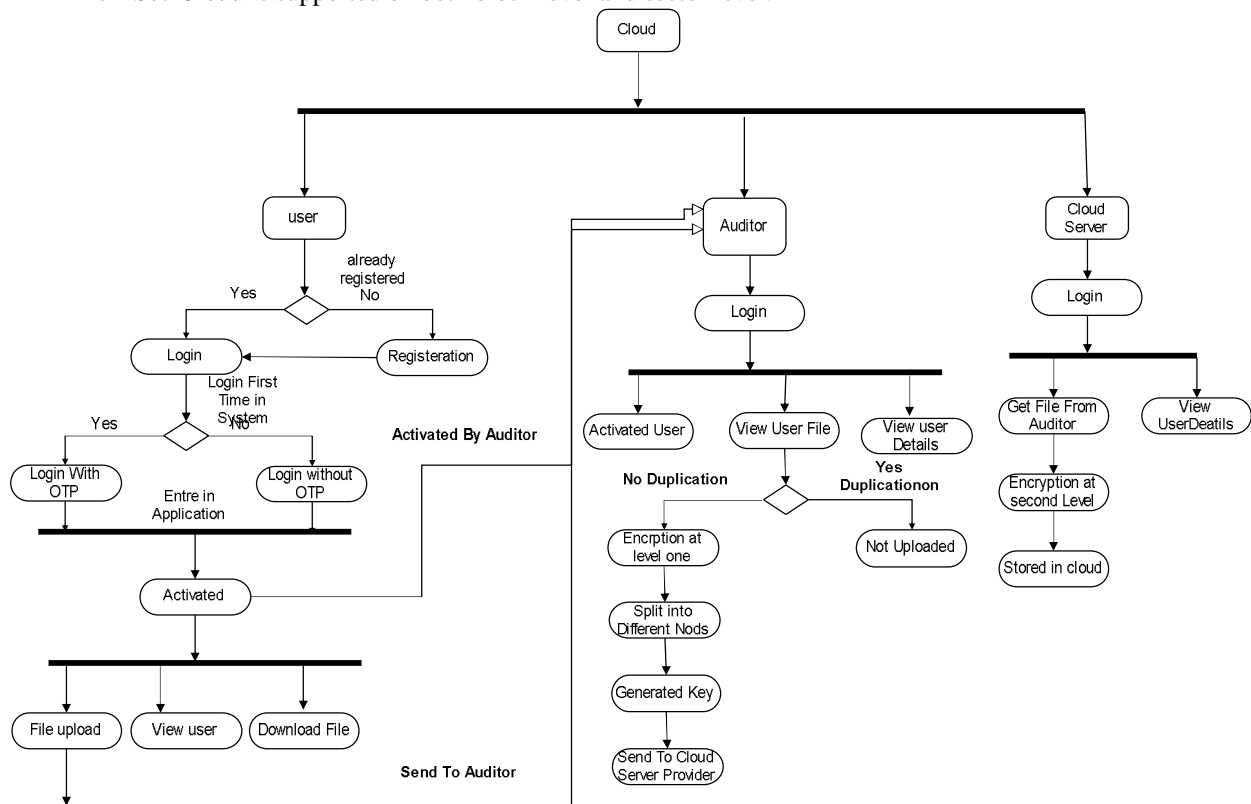 Cloud
user
Auditor
Cloud
Server
already
registered
Yes
No
Login
Login
Login
Registeration
Login First
Time in
System
Yes
No
Activated By Auditor
Activated User
View User File
View user
Details
Get File From
Auditor
View
UserDeatils
Login With
OTP
Login without
OTP
Entre in
Application
No Duplication
Yes
Duplicationon
Encryption at
second Level
Encrption at
level one
Not Uploaded
Stored in cloud
Activated
Split into
Different Nods
Generated Key
File upload
View user
Download File
Send To Auditor
Send To Cloud
Server Provider